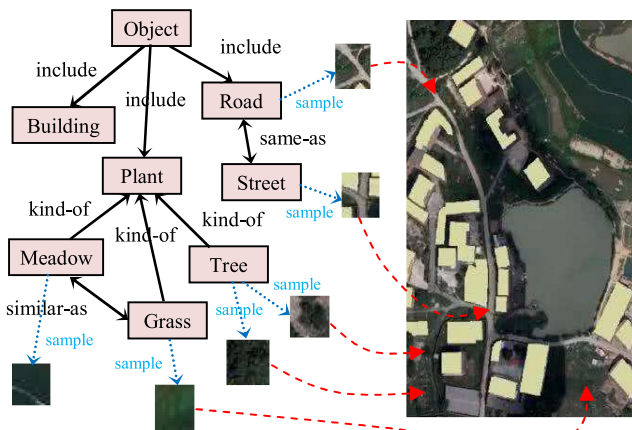 Object
include
include
include
sample
Building
Road
same-as
Plant
Street
sample
kind-of
kind-of
kind-of
Meadow
Tree
similar-as
Grass
sample
sample
sample
sample